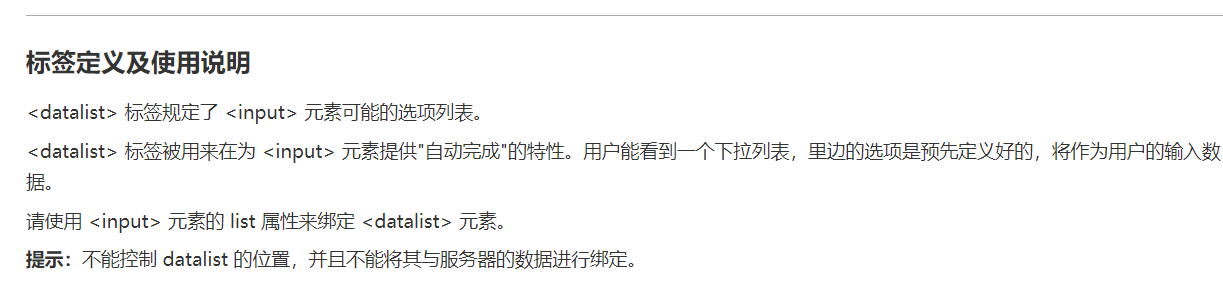 标签定义及使用说明
<datalist> 标签规定了 <input> 元素可能的选项列表。
<datalist> 标签被用来在为 <input> 元素提供"自动完成"的特性。用户能看到一个下拉列表，里边的选项是预先定义好的，将作为用户的输入数
据。
请使用 <input> 元素的 list 属性来绑定 <datalist> 元素。
提示：不能控制 datalist 的位置，并且不能将其与服务器的数据进行绑定。